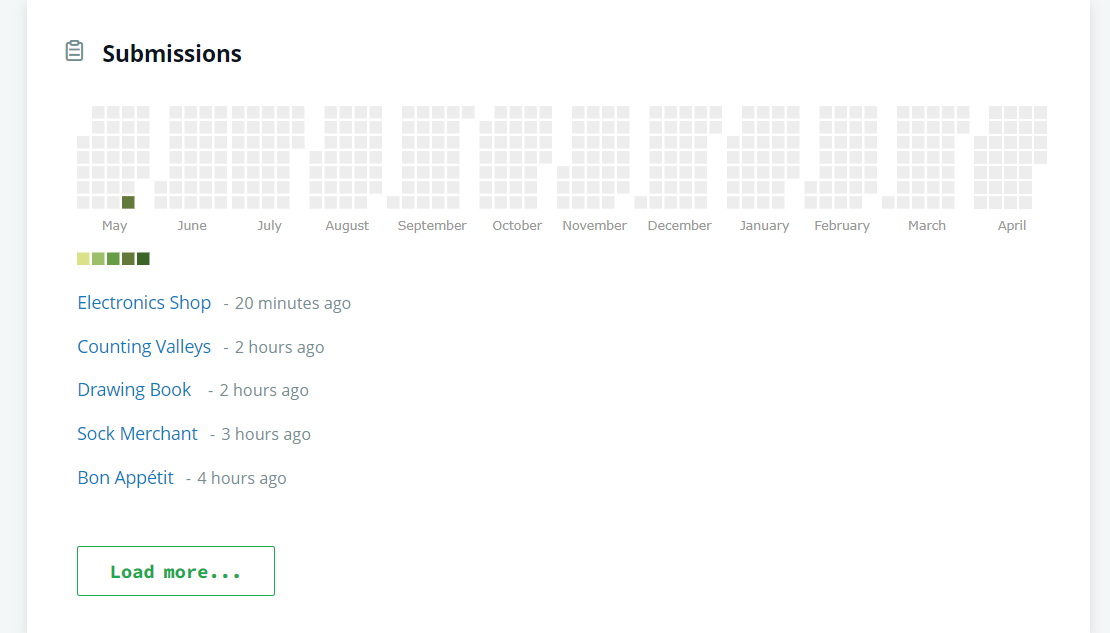 Submissions
May June July August September October November December January February March April
Electronics Shop - 20 minutes ago
Counting Valleys - 2 hours ago
Drawing Book - 2 hours ago
Sock Merchant - 3 hours ago
Bon Appétit - 4 hours ago
Load more...